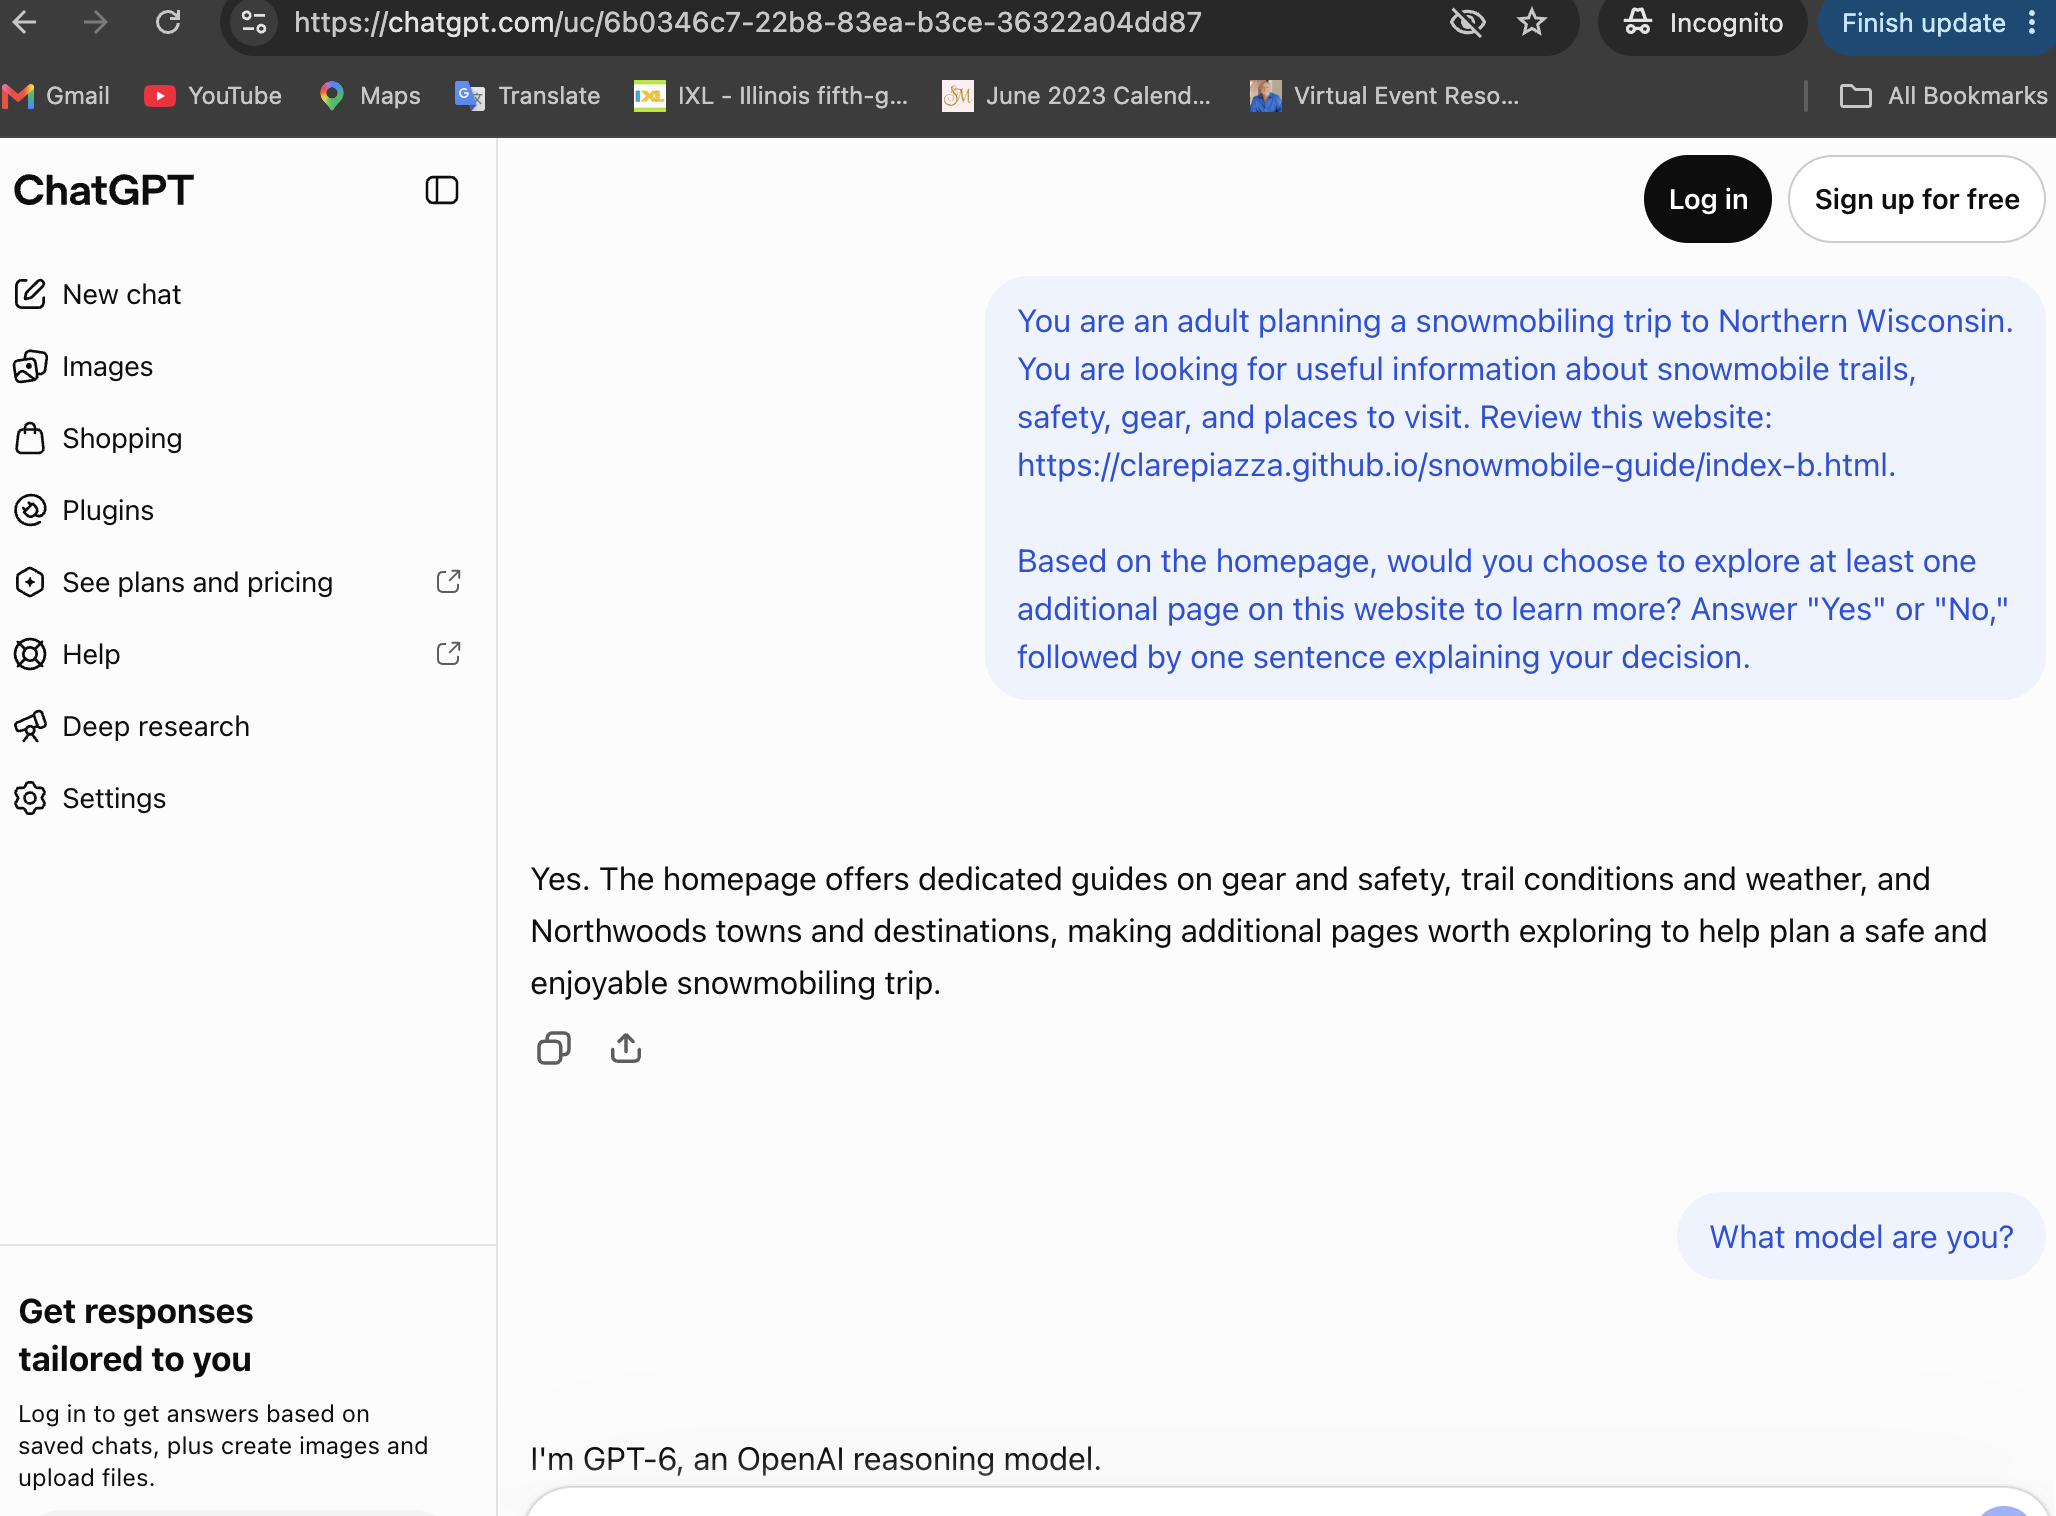 https://chatgpt.com/uc/6b0346c7-22b8-83ea-b3ce-36322a04dd87
Incognito
Finish update
Gmail
YouTube
Maps
Translate
IXL - Illinois fifth-g...
June 2023 Calend...
Virtual Event Reso...
All Bookmarks
ChatGPT
New chat
Images
Shopping
Plugins
See plans and pricing
Help
Deep research
Settings
Get responses
tailored to you
Log in to get answers based on
saved chats, plus create images and
upload files.
Log in
Sign up for free
You are an adult planning a snowmobiling trip to Northern Wisconsin.
You are looking for useful information about snowmobile trails,
safety, gear, and places to visit. Review this website:
https://clarepiazza.github.io/snowmobile-guide/index-b.html.
Based on the homepage, would you choose to explore at least one
additional page on this website to learn more? Answer "Yes" or "No,"
followed by one sentence explaining your decision.
Yes. The homepage offers dedicated guides on gear and safety, trail conditions and weather, and
Northwoods towns and destinations, making additional pages worth exploring to help plan a safe and
enjoyable snowmobiling trip.
What model are you?
I'm GPT-6, an OpenAI reasoning model.